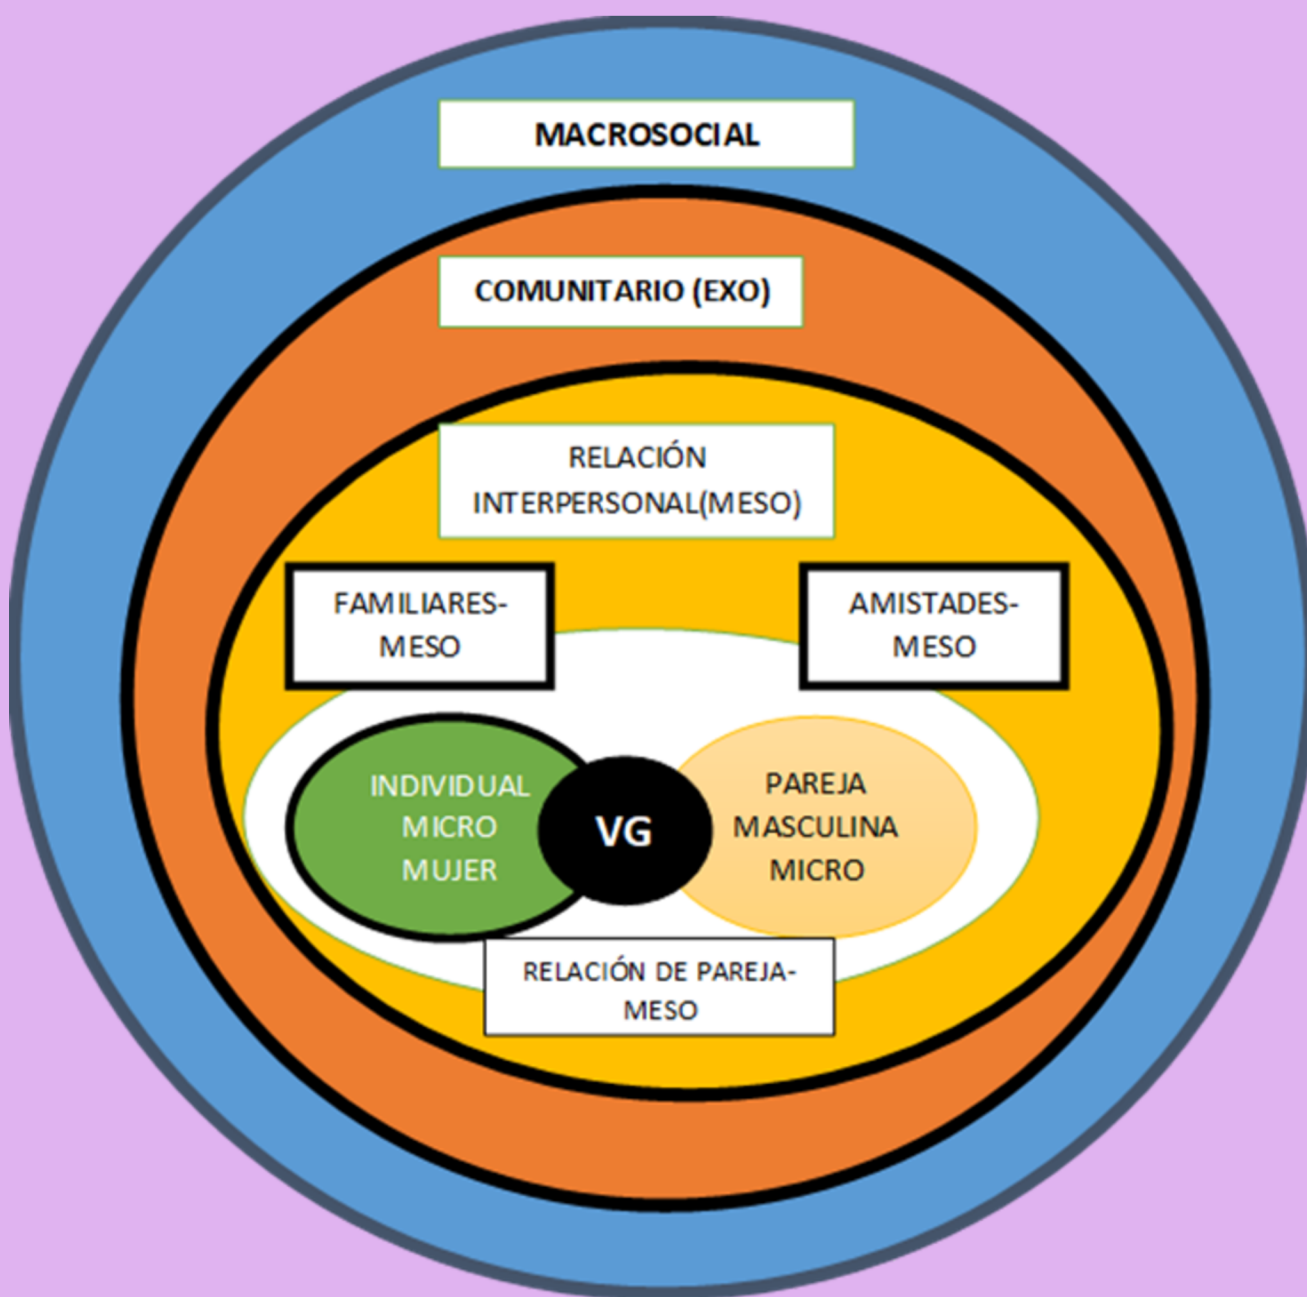 MACROSOCIAL
COMUNITARIO (EXO)
RELACIÓN
INTERPERSONAL(MESO)
FAMILIARES-
MESO
AMISTADES-
MESO
INDIVIDUAL
MICRO
MUJER
VG
PAREJA
MASCULINA
MICRO
RELACIÓN DE PAREJA-
MESO